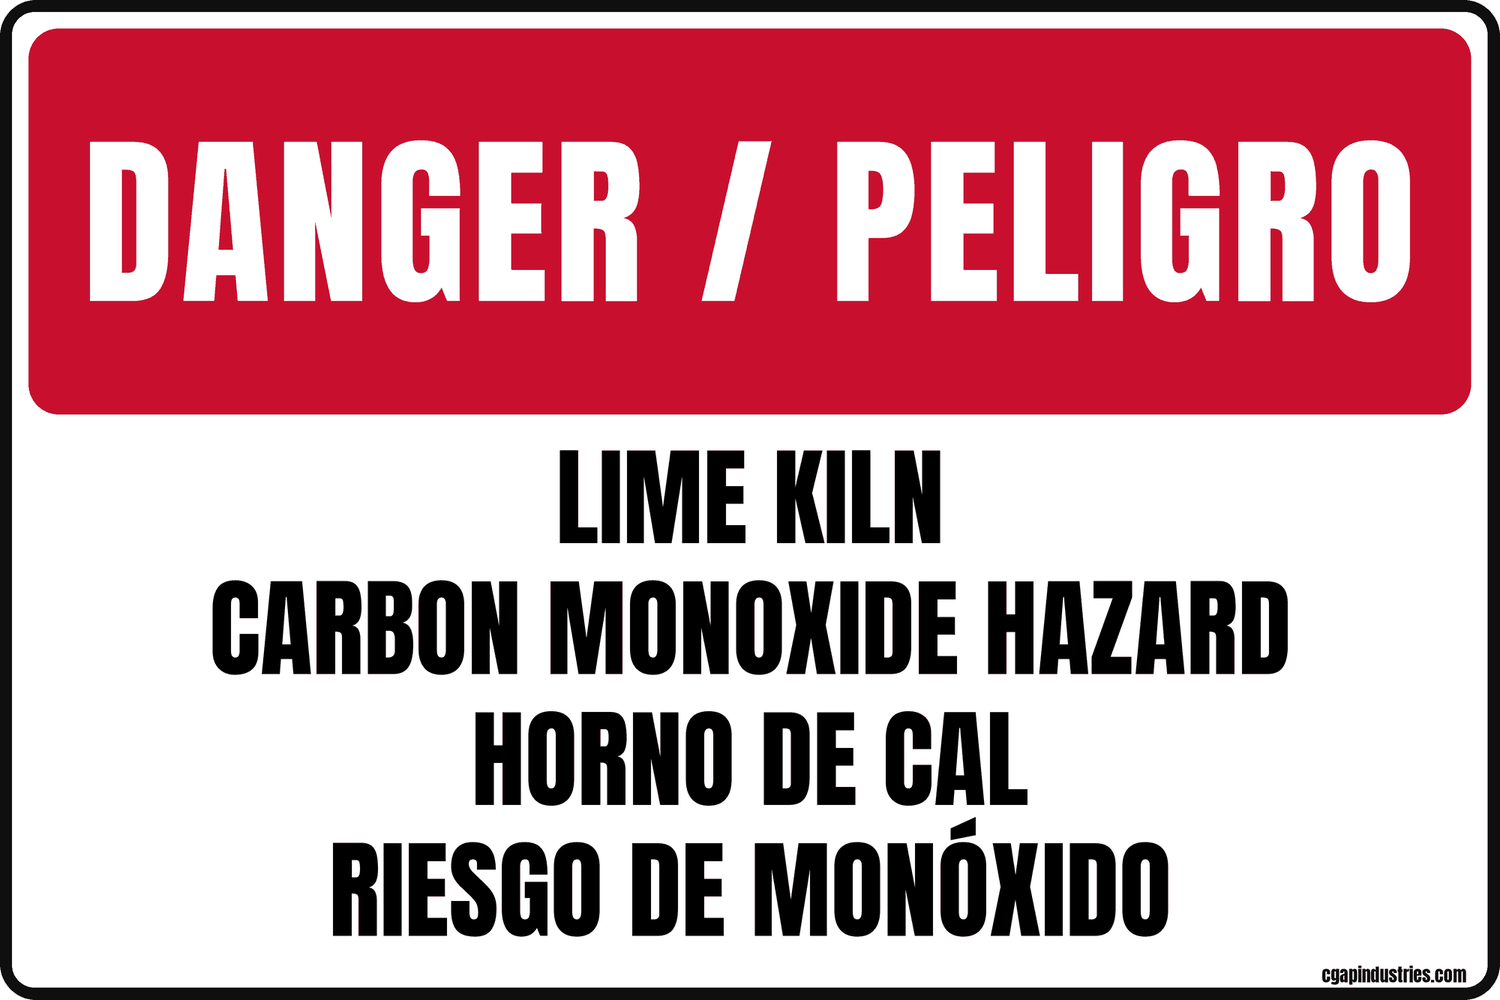 DANGER / PELIGRO
LIME KILN
CARBON MONOXIDE HAZARD
HORNO DE CAL
RIESGO DE MONÓXIDO
cgapindustries.com